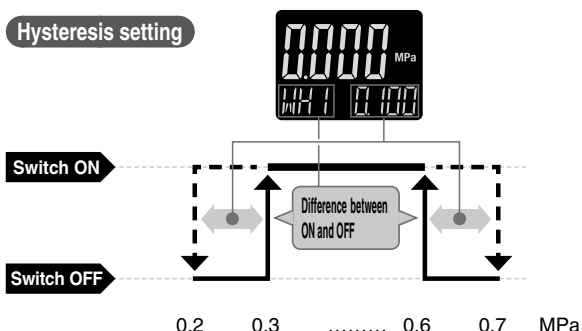 Hysteresis setting
0.000 MPa
WH1 0.100
Switch ON
Difference between
ON and OFF
Switch OFF
0.2 0.3 ......... 0.6 0.7 MPa